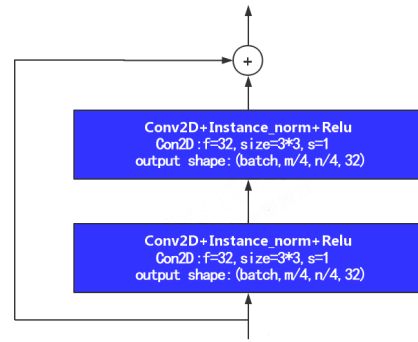 +
Conv2D+Instance_norm+Relu
Con2D:f=32,size=3*3,s=1
output shape:(batch,m/4,n/4,32)
Conv2D+Instance_norm+Relu
Con2D:f=32,size=3*3,s=1
output shape:(batch,m/4,n/4,32)